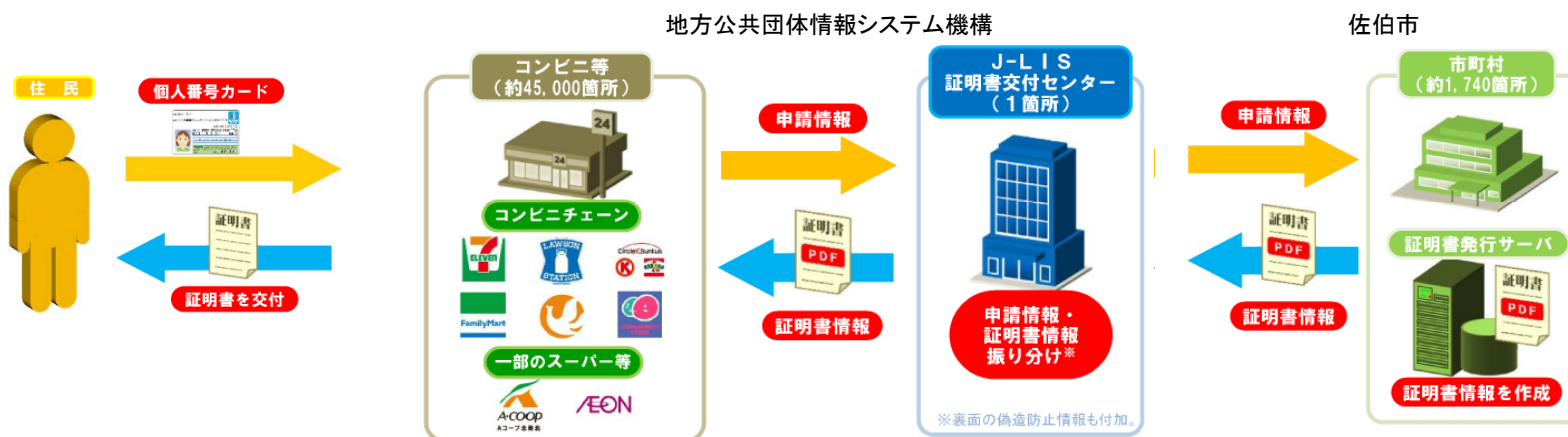 地方公共団体情報システム機構
佐伯市
住 民
個人番号カード
証明書
証明書を交付
コンビニ等
(約45,000箇所)
24
24
コンビニチェーン
ELEVEN
LAWSON
STATION
CircleK Sunkus
K
FamilyMart
一部のスーパー等
A・COOP
Aコープ北東北
ÆON
申請情報
証明書
PDF
証明書情報
J-LIS
証明書交付センター
(1箇所)
申請情報・
証明書情報
振り分け※
※裏面の偽造防止情報も付加。
申請情報
証明書
PDF
証明書情報
市町村
(約1,740箇所)
証明書発行サーバ
証明書
PDF
証明書情報を作成